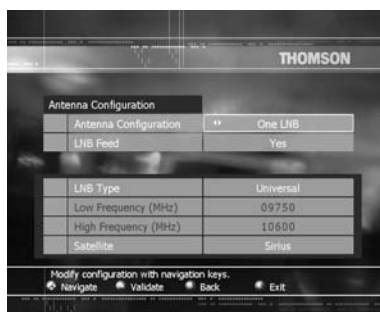 THOMSON
Antenna Configuration
Antenna Configuration One LNB
LNB Feed Yes
LNB Type Universal
Low Frequency (MHz) 09750
High Frequency (MHz) 10600
Satellite Sirius
Modify configuration with navigation keys.
Navigate Validate Back Exit